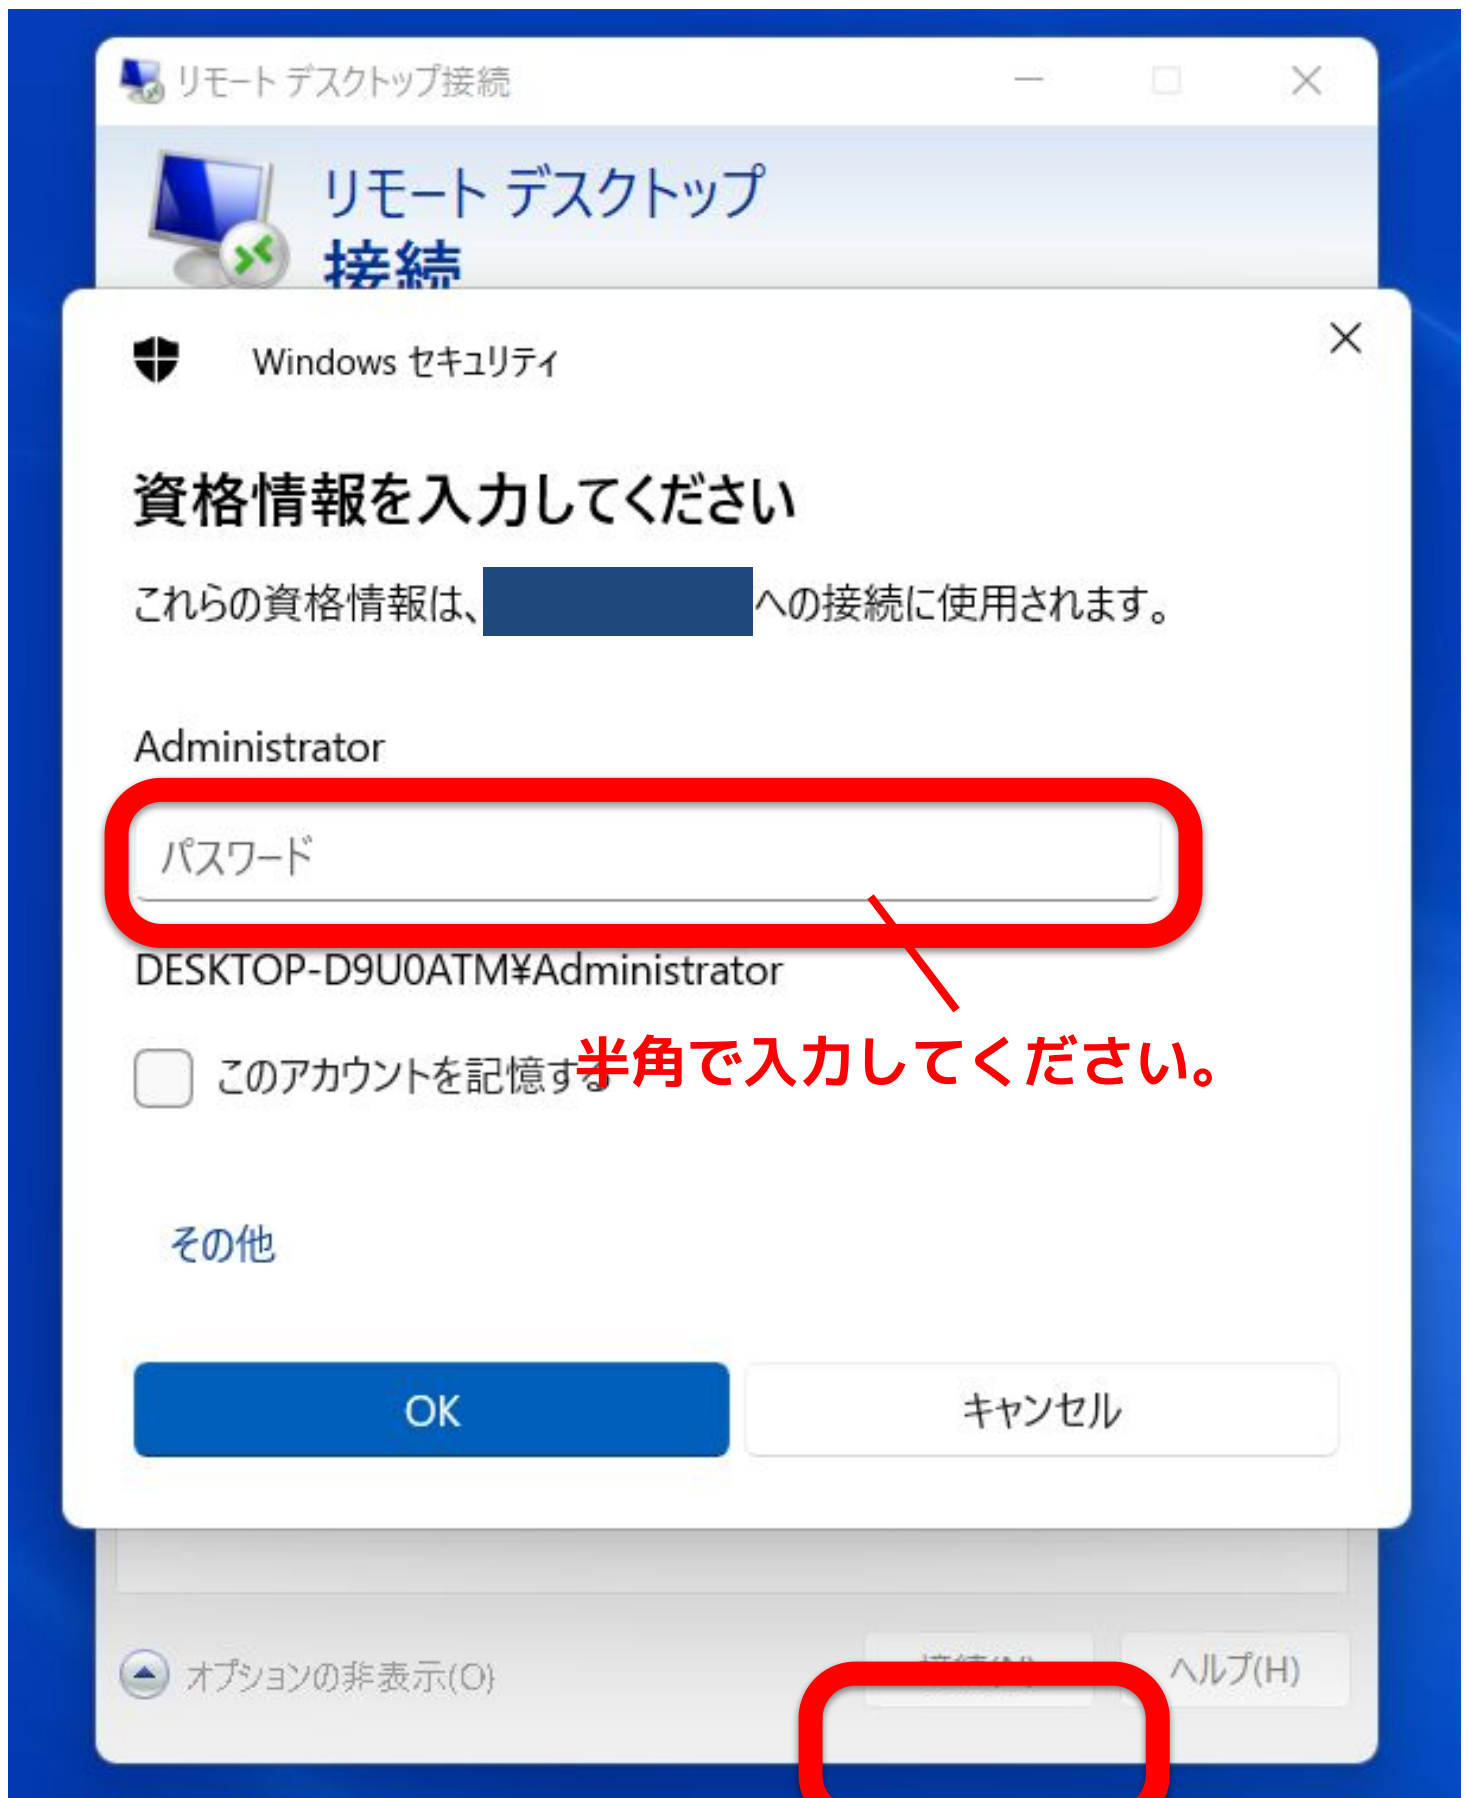 リモート デスクトップ接続
リモート デスクトップ
接続
Windows セキュリティ
資格情報を入力してください
これらの資格情報は、
への接続に使用されます。
Administrator
パスワード
DESKTOP-D9U0ATM¥Administrator
半角で入力してください。
このアカウントを記憶する
その他
OK
キャンセル
オプションの非表示(O)
接続(N)
ヘルプ(H)